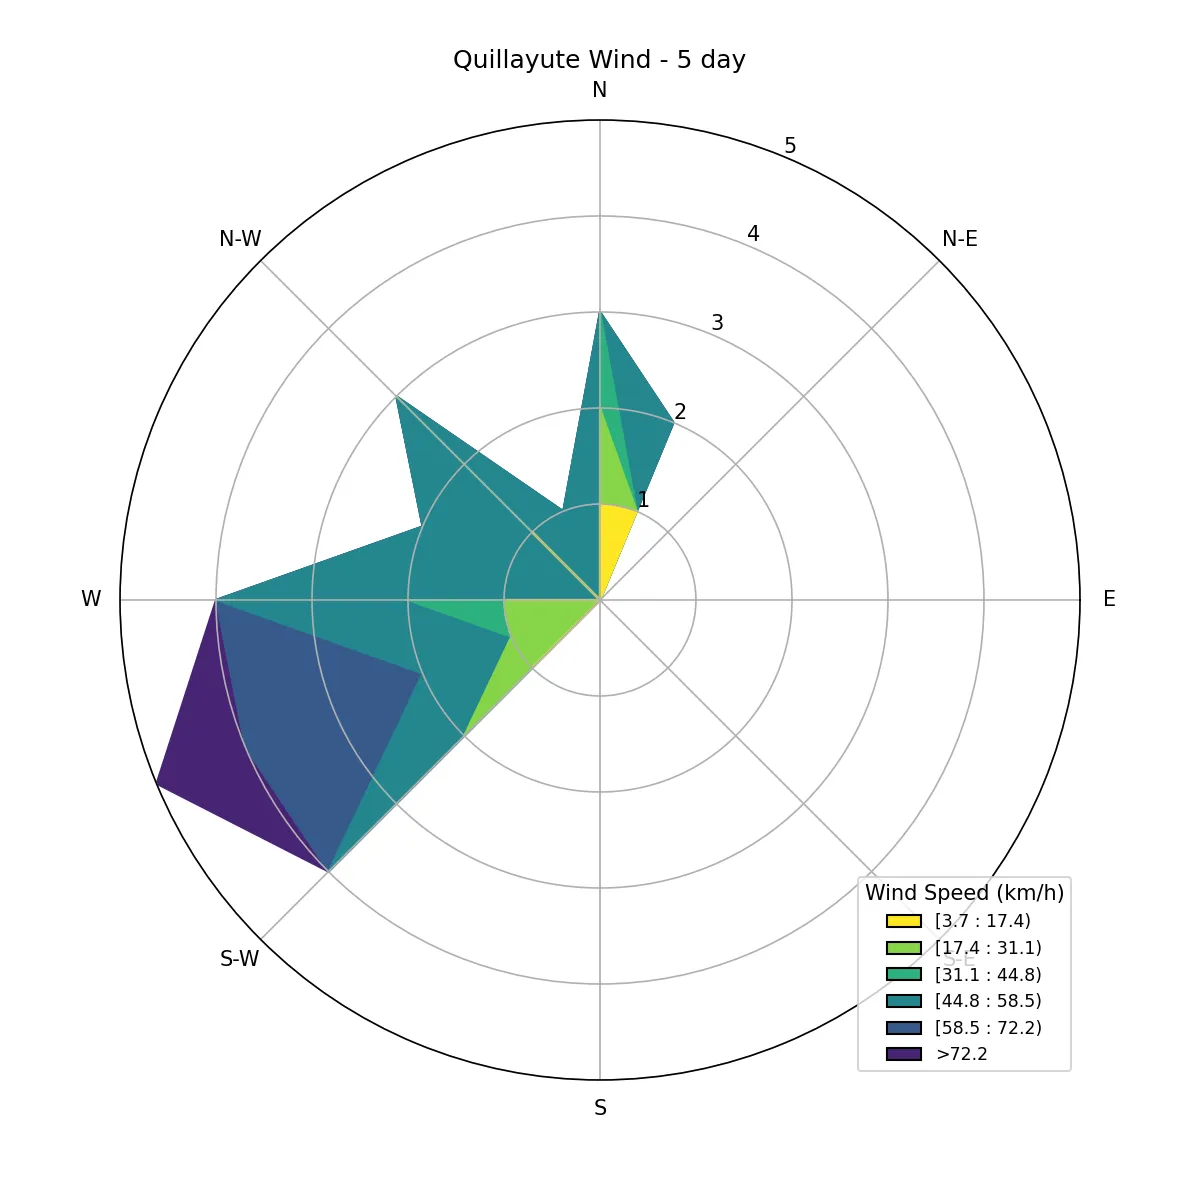 Quillayute Wind - 5 day
N
5
4
N-W
N-E
3
2
1
W
E
S-W
S-E
S
Wind Speed (km/h)
[3.7 : 17.4)
[17.4 : 31.1)
[31.1 : 44.8)
[44.8 : 58.5)
[58.5 : 72.2)
>72.2